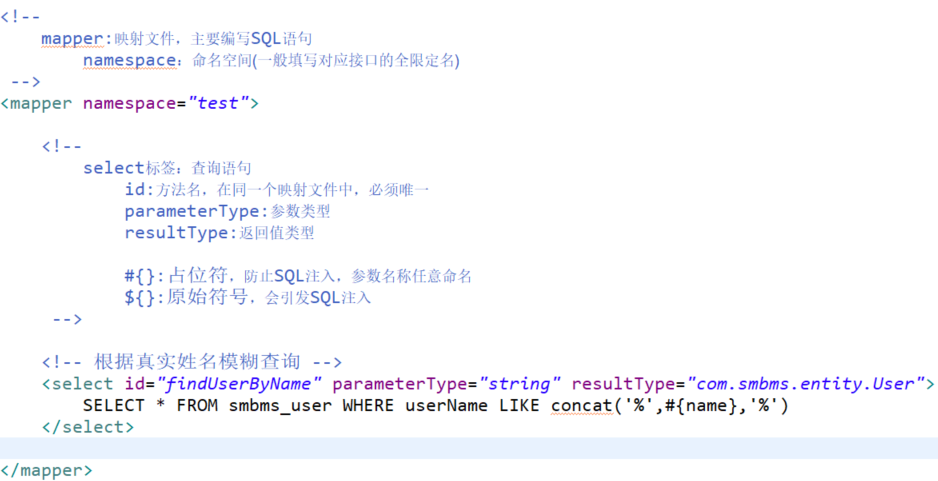 <!--
mapper:映射文件，主要编写SQL语句
namespace：命名空间(一般填写对应接口的全限定名)
-->
<mapper namespace="test">
<!--
select标签：查询语句
id:方法名，在同一个映射文件中，必须唯一
parameterType:参数类型
resultType:返回值类型
#{}:占位符，防止SQL注入，参数名称任意命名
${}:原始符号，会引发SQL注入
-->
<!-- 根据真实姓名模糊查询 -->
<select id="findUserByName" parameterType="string" resultType="com.smbms.entity.User">
SELECT * FROM smbms_user WHERE userName LIKE concat('%',#{name},'%')
</select>
</mapper>